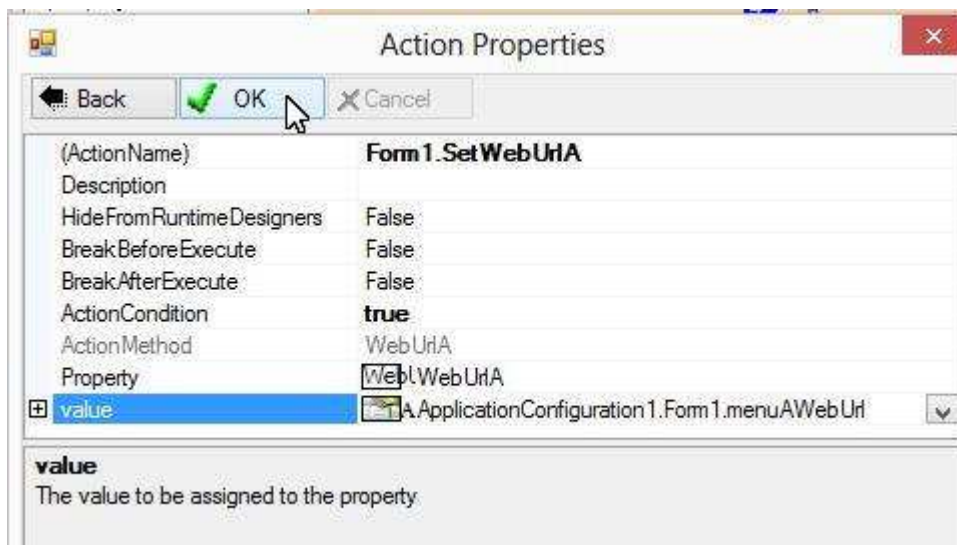 Action Properties
Back OK Cancel
(ActionName) Form1.SetWebUrlA
Description
HideFromRuntimeDesigners False
BreakBeforeExecute False
BreakAfterExecute False
ActionCondition true
ActionMethod WebUrlA
Property WebUrlA
value ApplicationConfiguration1.Form1.menuAWebUrl
value
The value to be assigned to the property